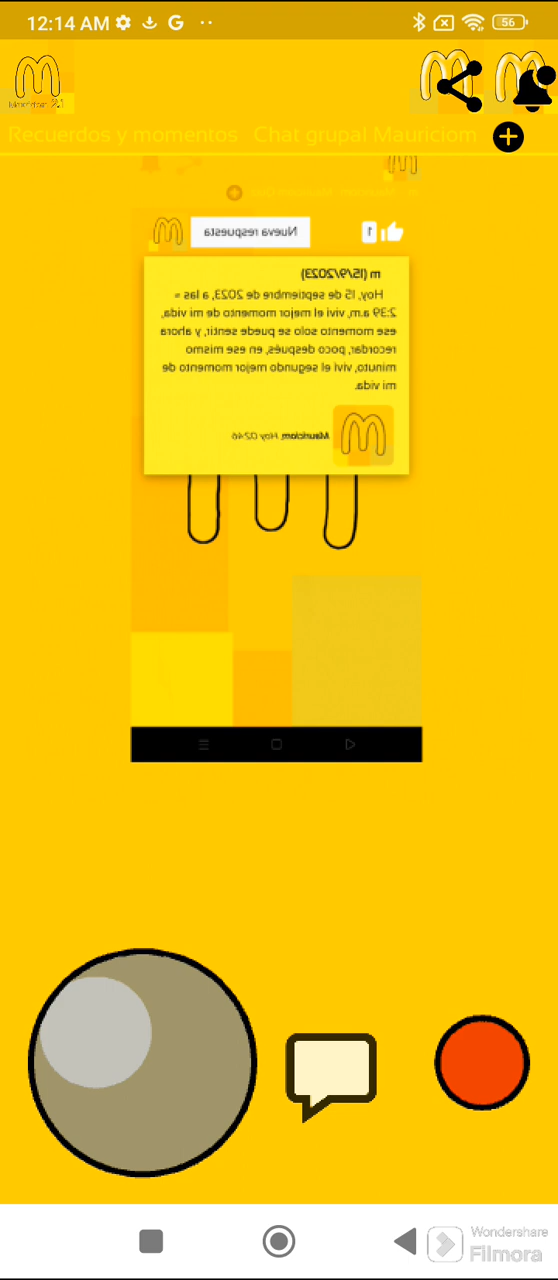 12:14 AM
56
Mauriciom 2.1
Recuerdos y momentos Chat grupal Mauriciom
Nueva respuesta
1
m (15/9/2023)
Hoy, 15 de septiembre de 2023, a las ≈
2:39 a.m, viví el mejor momento de mi vida,
ese momento solo se puede sentir, y ahora
recordar, poco después, en ese mismo
minuto, viví el segundo mejor momento de
mi vida.
Mauriciom, Hoy 02:46
Wondershare
Filmora